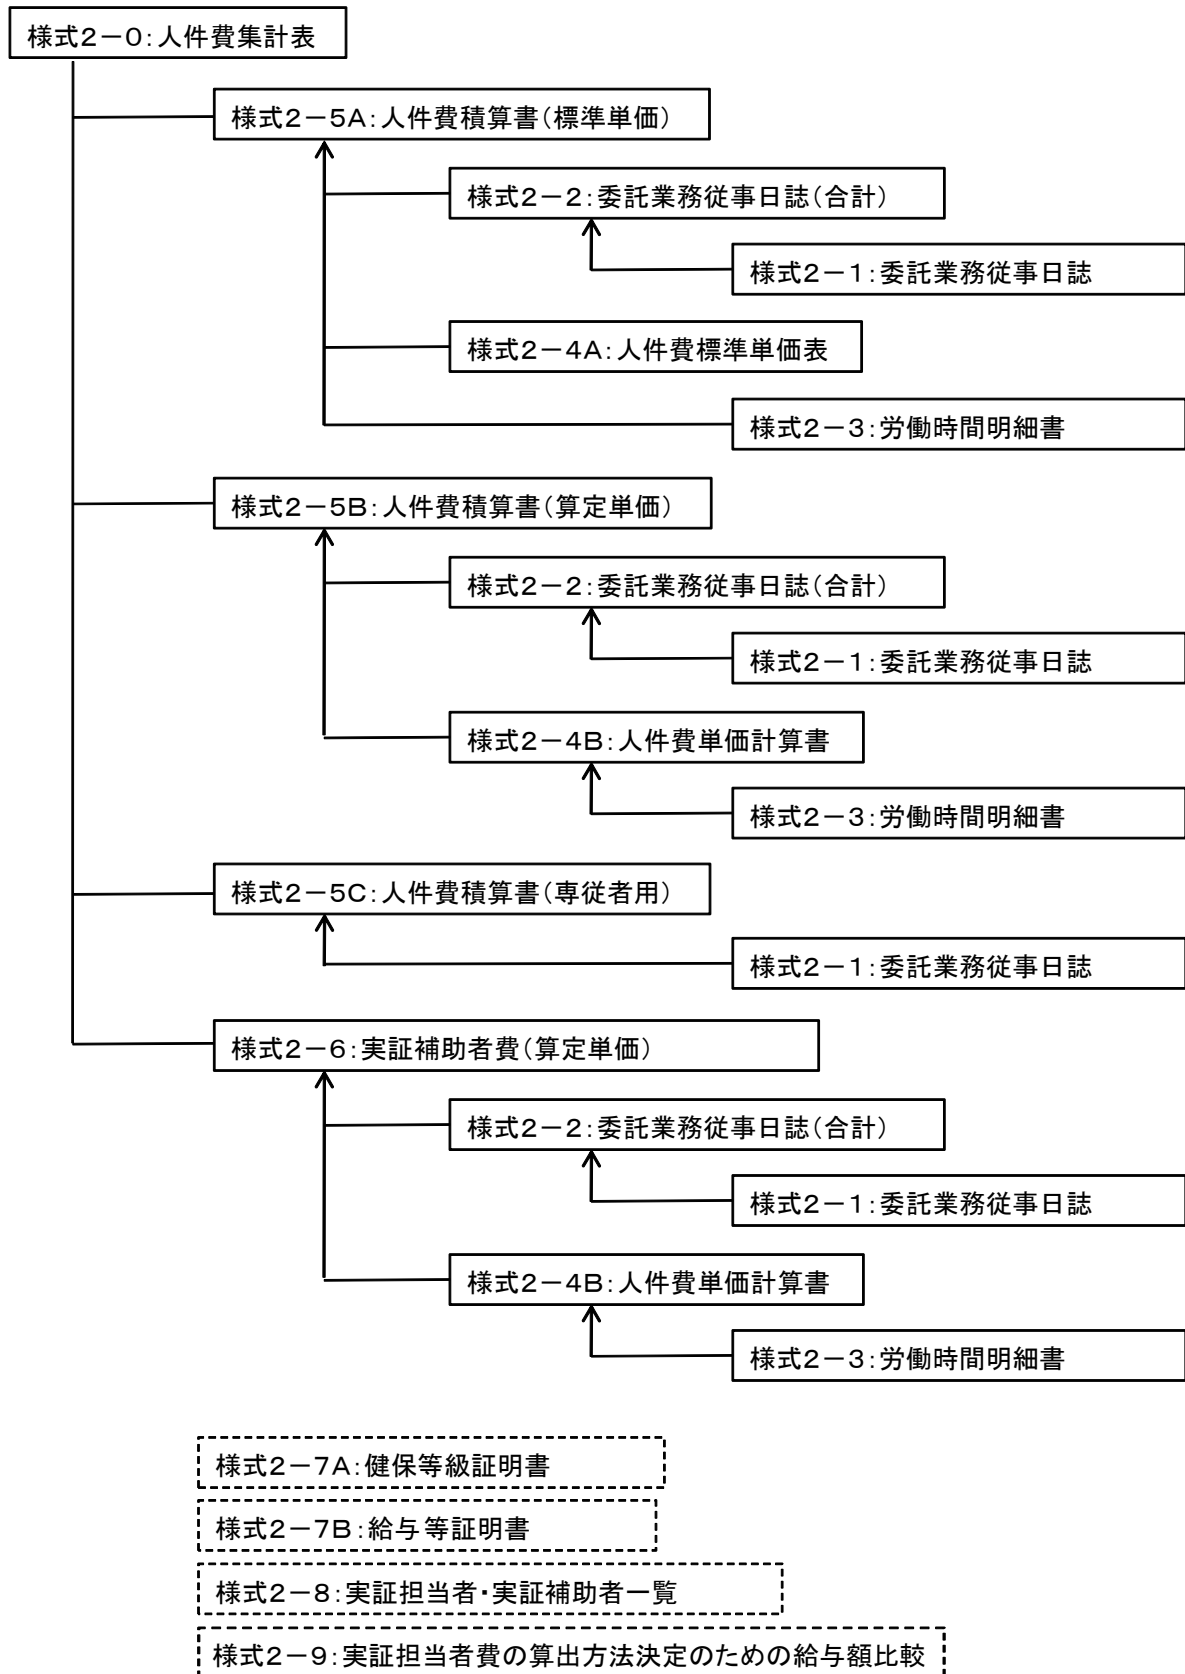 様式2－0：人件費集計表
様式2－5A：人件費積算書（標準単価）
様式2－2：委託業務従事日誌（合計）
様式2－1：委託業務従事日誌
様式2－4A：人件費標準単価表
様式2－3：労働時間明細書
様式2－5B：人件費積算書（算定単価）
様式2－2：委託業務従事日誌（合計）
様式2－1：委託業務従事日誌
様式2－4B：人件費単価計算書
様式2－3：労働時間明細書
様式2－5C：人件費積算書（専従者用）
様式2－1：委託業務従事日誌
様式2－6：実証補助者費（算定単価）
様式2－2：委託業務従事日誌（合計）
様式2－1：委託業務従事日誌
様式2－4B：人件費単価計算書
様式2－3：労働時間明細書
様式2－7A：健保等級証明書
様式2－7B：給与等証明書
様式2－8：実証担当者・実証補助者一覧
様式2－9：実証担当者費の算出方法決定のための給与額比較